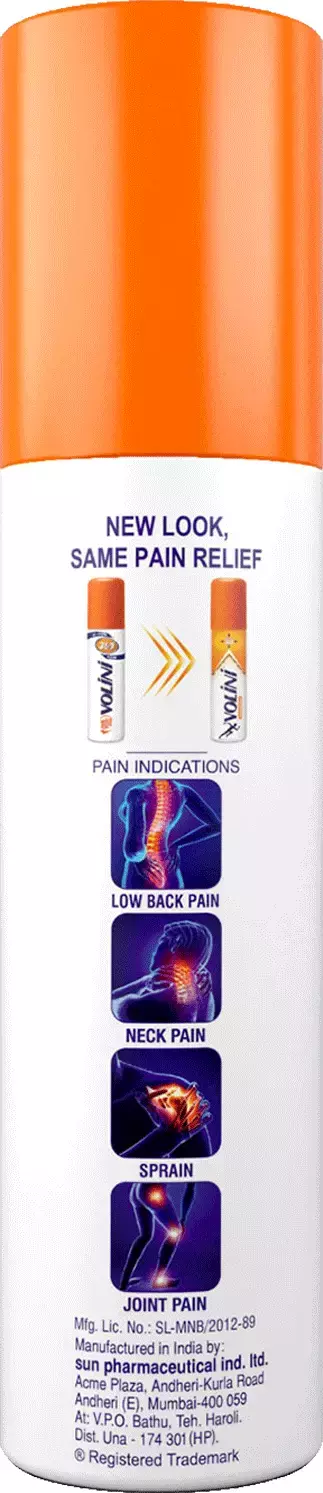 NEW LOOK,
SAME PAIN RELIEF
VOLINI
VOLINI
PAIN INDICATIONS
LOW BACK PAIN
NECK PAIN
SPRAIN
JOINT PAIN
Mfg. Lic. No.: SL-MNB/2012-89
Manufactured in India by:
sun pharmaceutical ind. ltd.
Acme Plaza, Andheri-Kurla Road
Andheri (E), Mumbai-400 059
At: V.P.O. Bathu, Teh. Haroli.
Dist. Una - 174 301(HP).
® Registered Trademark